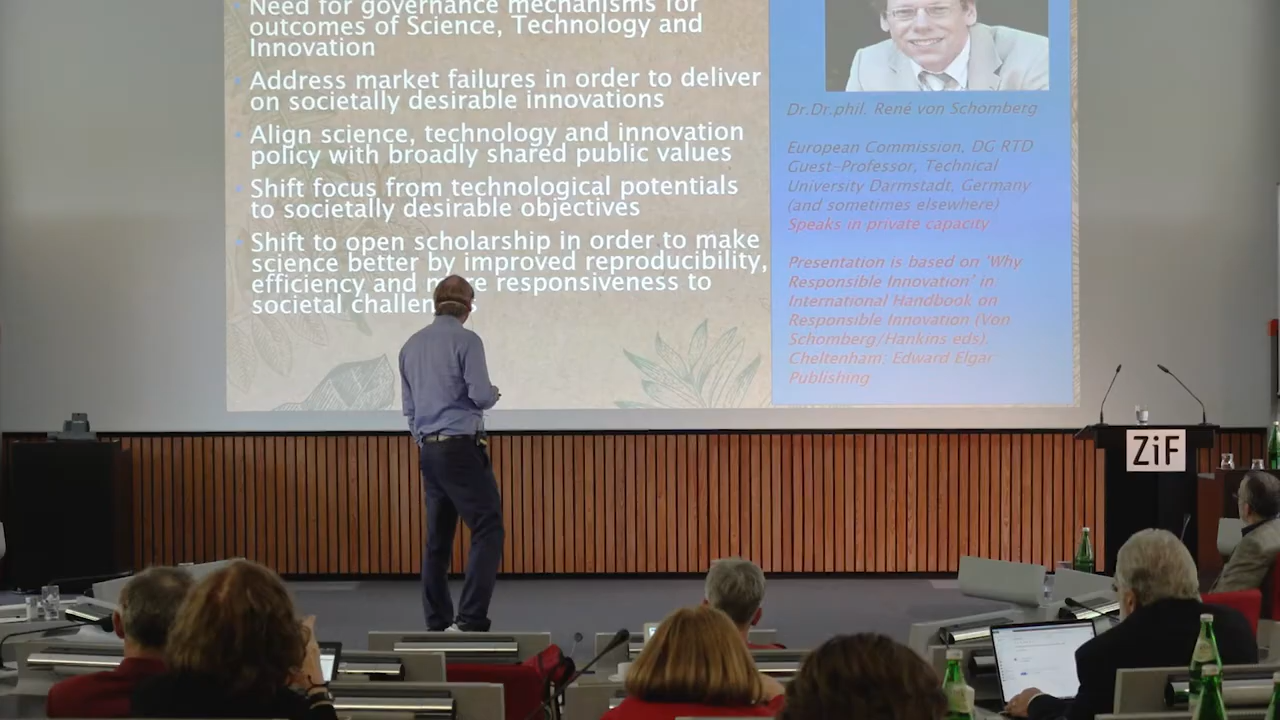 Need for governance mechanisms for
outcomes of Science, Technology and
Innovation
Address market failures in order to deliver
on societally desirable innovations
Align science, technology and innovation
policy with broadly shared public values
Shift focus from technological potentials
to societally desirable objectives
Shift to open scholarship in order to make
science better by improved reproducibility,
efficiency and responsiveness to
societal
Dr.Dr.phil. René von Schomberg
European Commission, DG RTD
Guest-Professor, Technical
University Darmstadt, Germany
(and sometimes elsewhere)
Speaks in private capacity
Presentation is based on 'Why
Responsible Innovation' in:
International Handbook on
Responsible Innovation (Von
Schomberg/Hankins eds).
Cheltenham: Edward Elgar
Publishing
ZiF